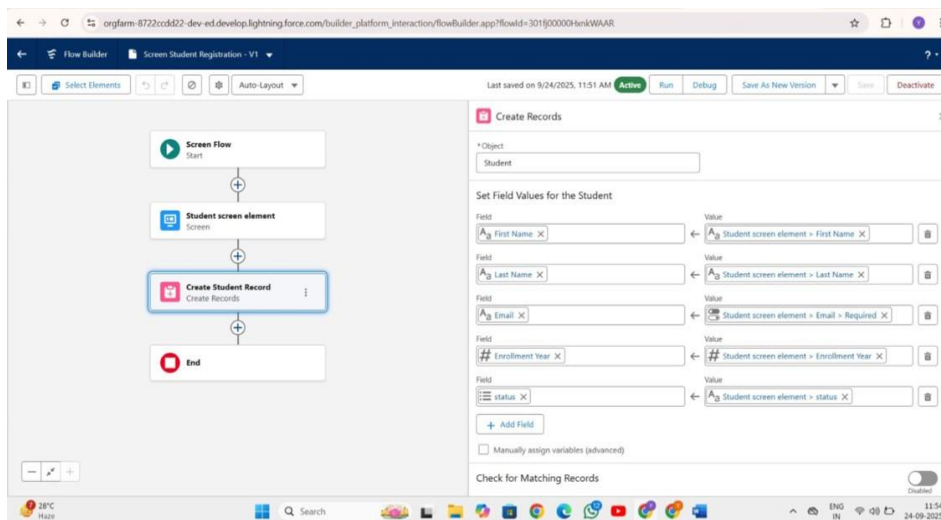 orgfarm-8722ccdd22-dev-ed.develop.lightning.force.com/builder_platform_interaction/flowBuilder.app?flowId=301fj00000HxnkWAAR
Flow Builder Screen Student Registration - V1 ?
Select Elements Auto-Layout Last saved on 9/24/2025, 11:51 AM Active Run Debug Save As New Version Save Deactivate
Create Records
Screen Flow
Start
* Object
Student
Set Field Values for the Student
Student screen element
Screen
Field Value
Aa First Name Aa Student screen element > First Name
Field Value
Aa Last Name Aa Student screen element > Last Name
Create Student Record
Create Records
Field Value
Aa Email Student screen element > Email > Required
Field Value
# Enrollment Year # Student screen element > Enrollment Year
End
Field Value
status Aa Student screen element > status
+ Add Field
Manually assign variables (advanced)
Check for Matching Records
Disabled
28°C
Haze
Search
ENG
IN
24-09-2025